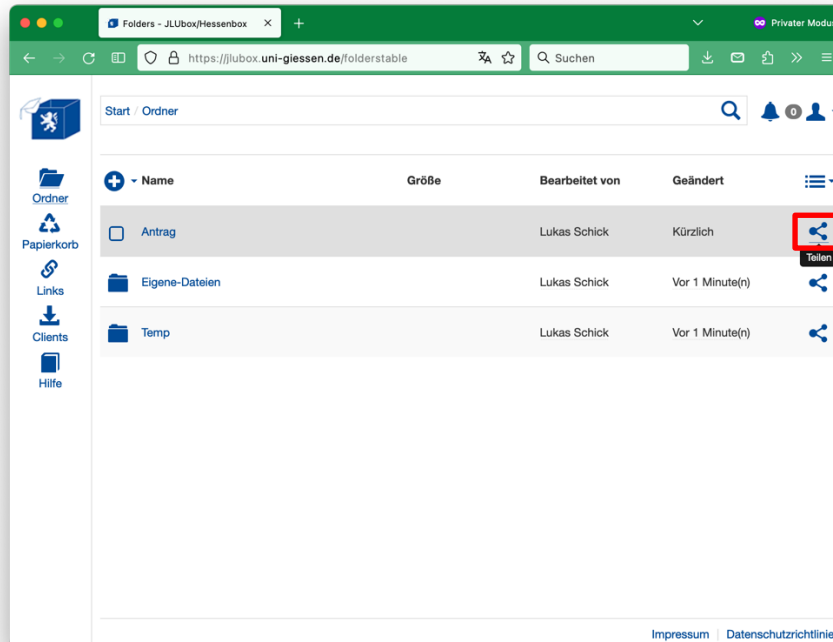 Folders - JLUbox/Hessenbox
Privater Modus
https://jlubox.uni-giessen.de/folderstable
Suchen
Start / Ordner
0
Ordner
Papierkorb
Links
Clients
Hilfe
Name Größe Bearbeitet von Geändert
Antrag Lukas Schick Kürzlich
Teilen
Eigene-Dateien Lukas Schick Vor 1 Minute(n)
Temp Lukas Schick Vor 1 Minute(n)
Impressum Datenschutzrichtlinie